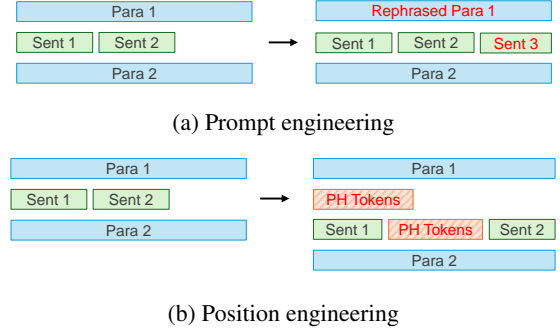 Para 1
Sent 1 Sent 2
Para 2
Rephrased Para 1
Sent 1 Sent 2 Sent 3
Para 2
(a) Prompt engineering
Para 1
Sent 1 Sent 2
Para 2
Para 1
PH Tokens
Sent 1 PH Tokens Sent 2
Para 2
(b) Position engineering